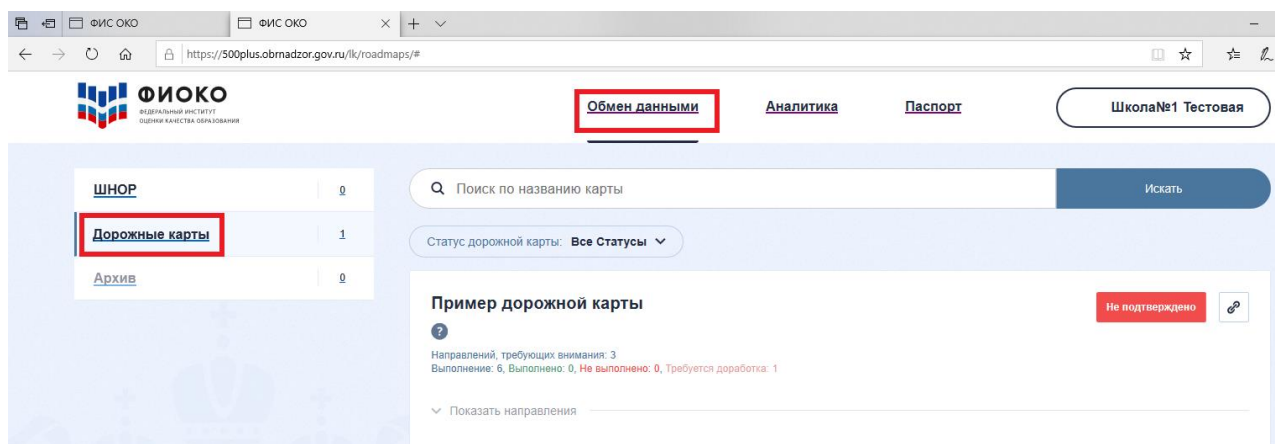 ФИС ОКО
ФИС ОКО
https://500plus.obrnadzor.gov.ru/lk/roadmaps/#
ФИОКО
ФЕДЕРАЛЬНЫЙ ИНСТИТУТ
ОЦЕНКИ КАЧЕСТВА ОБРАЗОВАНИЯ
Обмен данными
Аналитика
Паспорт
Школа№1 Тестовая
ШНОР 0
Дорожные карты 1
Архив 0
Поиск по названию карты
Искать
Статус дорожной карты: Все Статусы
Пример дорожной карты
Не подтверждено
?
Направлений, требующих внимания: 3
Выполнение: 6, Выполнено: 0, Не выполнено: 0, Требуется доработка: 1
Показать направления